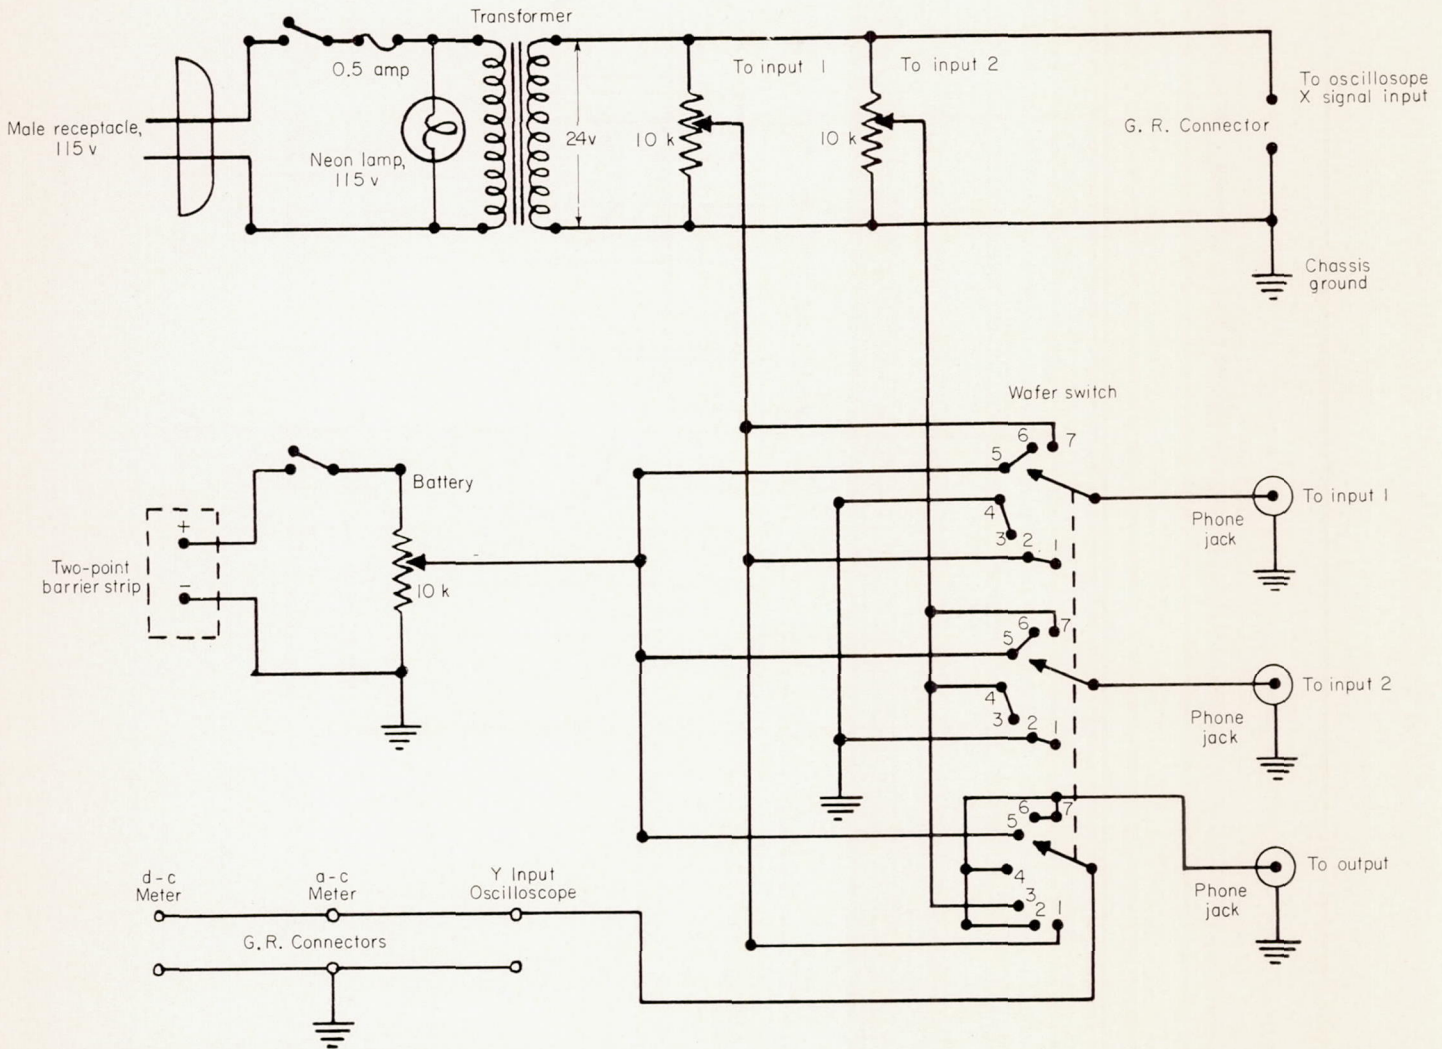 Transformer
0.5 amp
To input 1
To input 2
To oscillosope
X signal input
Male receptacle,
115 v
24v
10 k
10 k
G. R. Connector
Neon lamp,
115 v
Chassis
ground
Wafer switch
7
6
5
Battery
4
To input 1
Phone
jack
3
2
1
+
−
Two-point
barrier strip
10 k
7
6
5
4
To input 2
3
2
1
Phone
jack
7
6
5
d-c
Meter
a-c
Meter
Y Input
Oscilloscope
4
To output
3
2
1
Phone
jack
G.R. Connectors